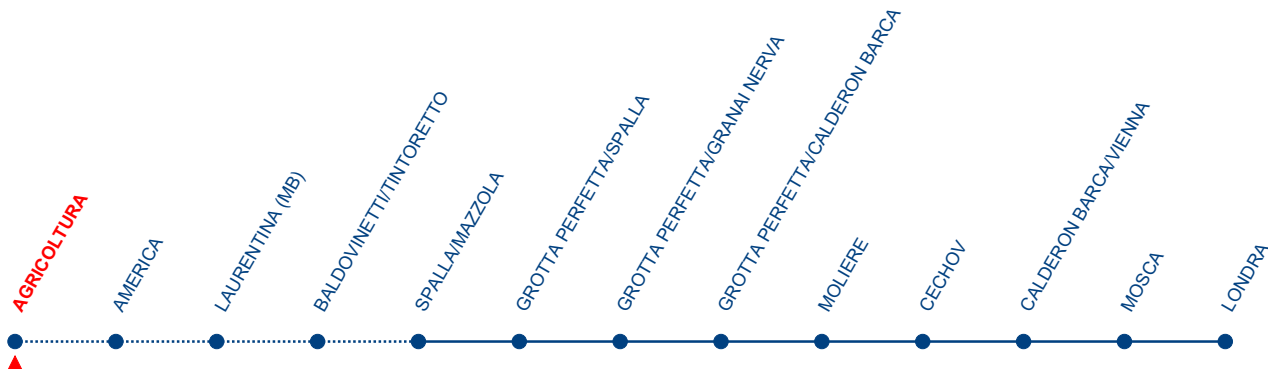 AGRICOLTURA
AMERICA
LAURENTINA (MB)
BALDOVINETTI/TINTORETTO
SPALLA/MAZZOLA
GROTTA PERFETTA/SPALLA
GROTTA PERFETTA/GRANAI NERVA
GROTTA PERFETTA/CALDERON BARCA
MOLIERE
CECHOV
CALDERON BARCA/VIENNA
MOSCA
LONDRA